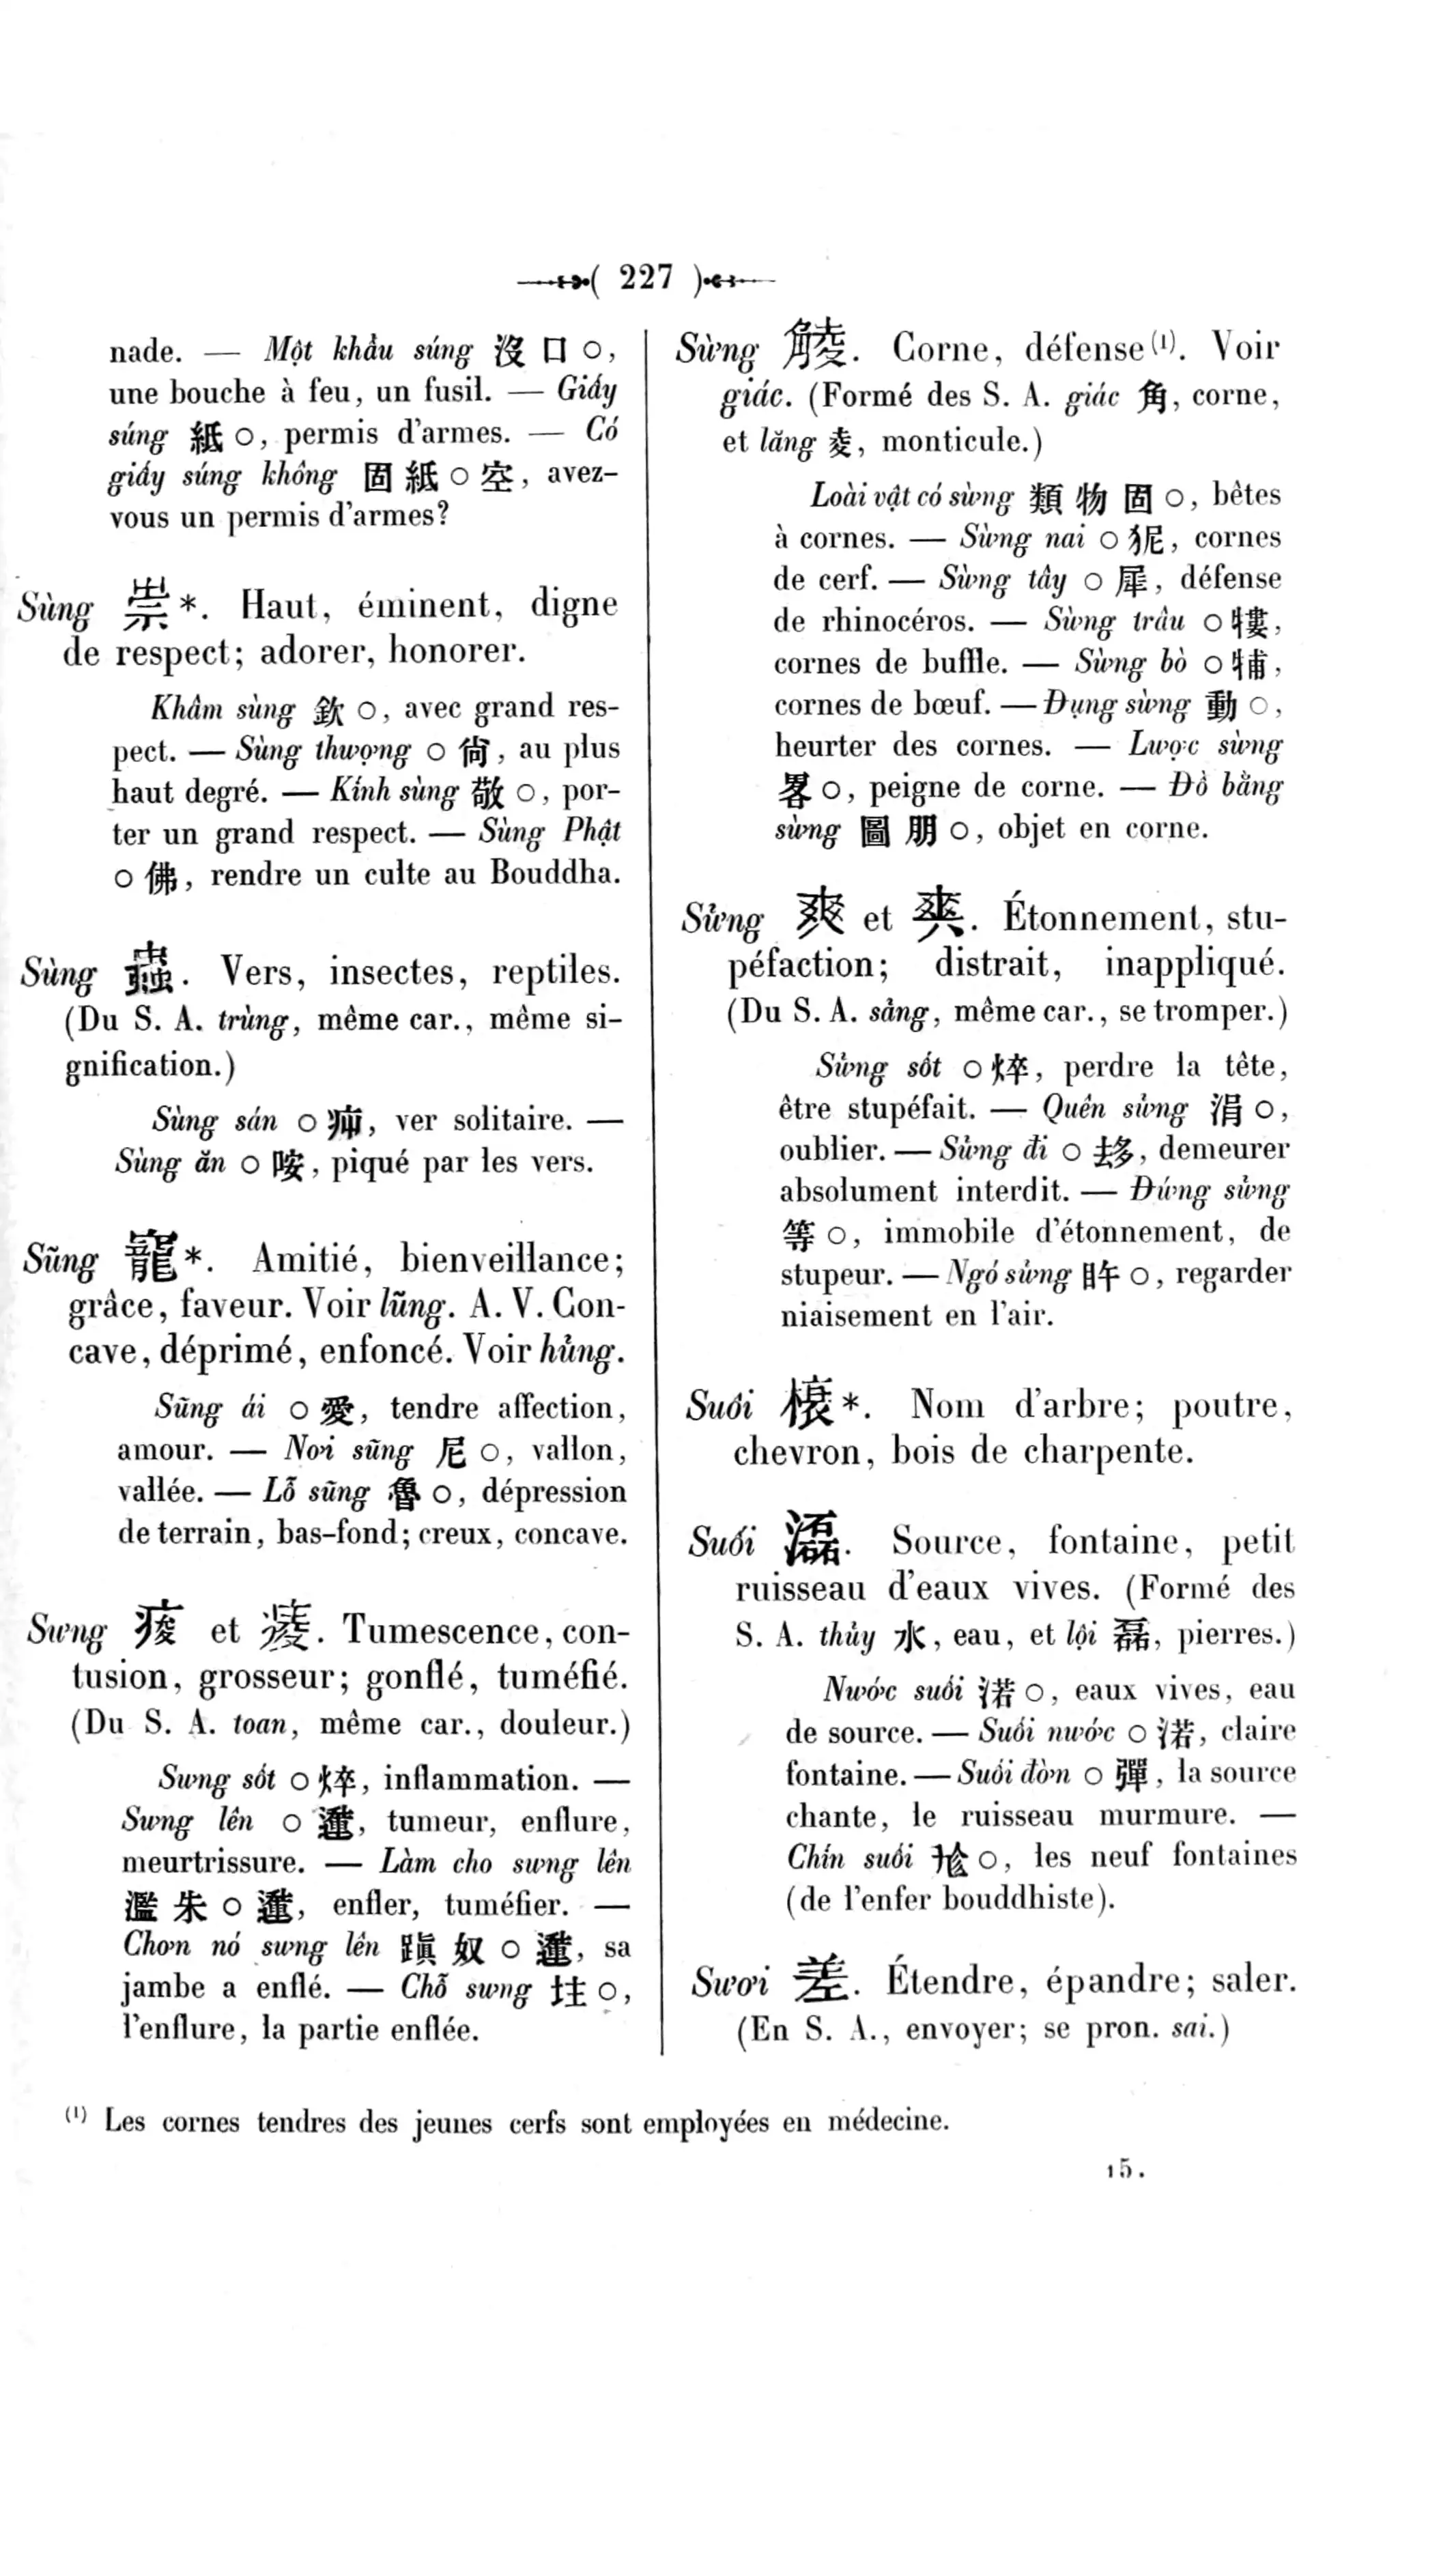 ( 227 )
nade. — Một khẩu súng 沒 口 ○,
une bouche à feu, un fusil. — Giấy
súng 紙 ○, permis d'armes. — Có
giấy súng không 固 紙 ○ 空, avez-
vous un permis d'armes?
Sùng 崇 *. Haut, éminent, digne
de respect; adorer, honorer.
Khâm sùng 欽 ○, avec grand res-
pect. — Sùng thượng ○ 尙, au plus
haut degré. — Kính sùng 敬 ○, por-
ter un grand respect. — Sùng Phật
○ 佛, rendre un culte au Bouddha.
Sùng 蟲. Vers, insectes, reptiles.
(Du S. A. trùng, même car., même si-
gnification.)
Sùng sán ○ 疝, ver solitaire. —
Sùng ăn ○ 咹, piqué par les vers.
Sũng 寵 *. Amitié, bienveillance;
grâce, faveur. Voir lũng. A. V. Con-
cave, déprimé, enfoncé. Voir hủng.
Sũng ái ○ 愛, tendre affection,
amour. — Nơi sũng 尼 ○, vallon,
vallée. — Lỗ sũng 魯 ○, dépression
de terrain, bas-fond; creux, concave.
Sưng 痠 et . Tumescence, con-
tusion, grosseur; gonflé, tuméfié.
(Du S. A. toan, même car., douleur.)
Sưng sốt ○ 焠, inflammation. —
Sưng lên ○ , tumeur, enflure,
meurtrissure. — Làm cho sưng lên
濫 朱 ○ , enfler, tuméfier. —
Chơn nó sưng lên 蹎 奴 ○ , sa
jambe a enflé. — Chỗ sưng 㙇 ○,
l'enflure, la partie enflée.
Sừng . Corne, défense (1). Voir
giác. (Formé des S. A. giác 角, corne,
et lăng 夌, monticule.)
Loài vật có sừng 類 物 固 ○, bêtes
à cornes. — Sừng nai ○ 狔, cornes
de cerf. — Sừng tây ○ 犀, défense
de rhinocéros. — Sừng trâu ○ , 
cornes de buffle. — Sừng bò ○ 㹀,
cornes de bœuf. — Đụng sừng 動 ○,
heurter des cornes. — Lược sừng
畧 ○, peigne de corne. — Đồ bằng
sừng 圖 朋 ○, objet en corne.
Sửng 爽 et . Étonnement, stu-
péfaction; distrait, inappliqué.
(Du S. A. sảng, même car., se tromper.)
Sửng sốt ○ 焠, perdre la tête,
être stupéfait. — Quên sửng 涓 ○,
oublier. — Sửng đi ○ 𠫾, demeurer
absolument interdit. — Đứng sửng
等 ○, immobile d'étonnement, de
stupeur. — Ngó sửng ○, regarder
niaisement en l'air.
Suôi 榱 *. Nom d'arbre; poutre,
chevron, bois de charpente.
Suối . Source, fontaine, petit
ruisseau d'eaux vives. (Formé des
S. A. thủy 水, eau, et lội 磊, pierres.)
Nước suối 渃 ○, eaux vives, eau
de source. — Suối nước ○ 渃, claire
fontaine. — Suối đờn ○ 彈, la source
chante, le ruisseau murmure. —
Chín suối ○, les neuf fontaines
(de l'enfer bouddhiste).
Sươi 差. Étendre, épandre; saler.
(En S. A., envoyer; se pron. sai.)
(1) Les cornes tendres des jeunes cerfs sont employées en médecine.
15.